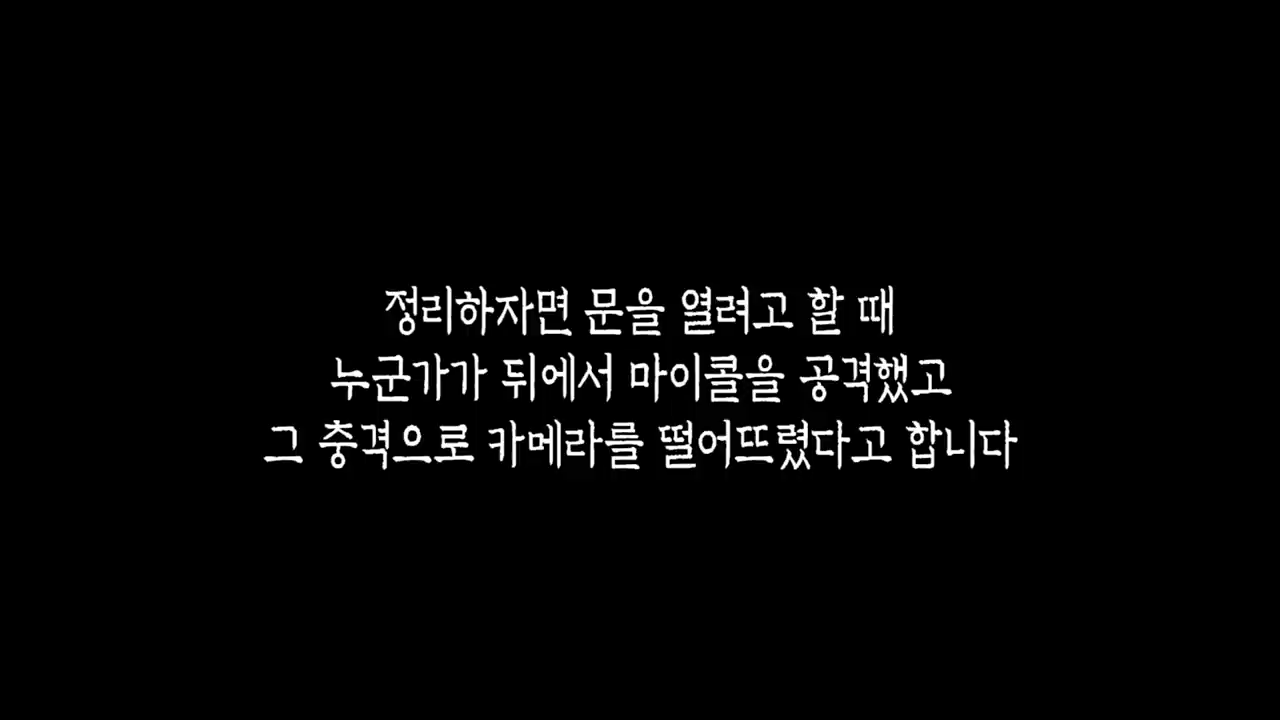 정리하자면 문을 열려고 할 때
누군가가 뒤에서 마이콜을 공격했고
그 충격으로 카메라를 떨어뜨렸다고 합니다